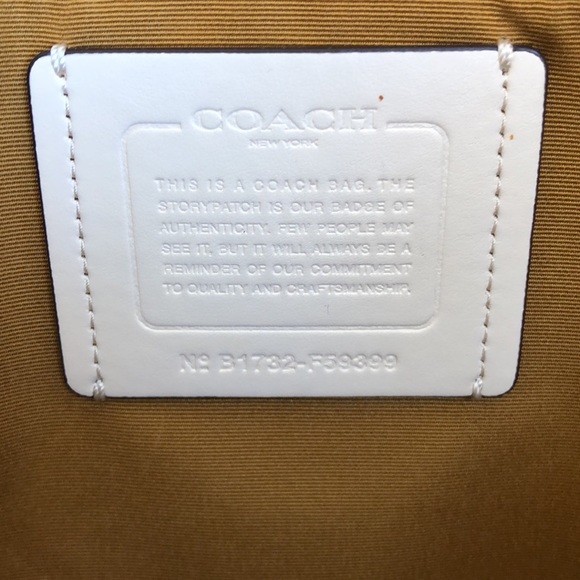 COACH
NEW YORK
THIS IS A COACH BAG. THE
STORYPATCH IS OUR BADGE OF
AUTHENTICITY. FEW PEOPLE MAY
SEE IT, BUT IT WILL ALWAYS BE A
REMINDER OF OUR COMMITMENT
TO QUALITY AND CRAFTSMANSHIP.
Nº B1732-F59399